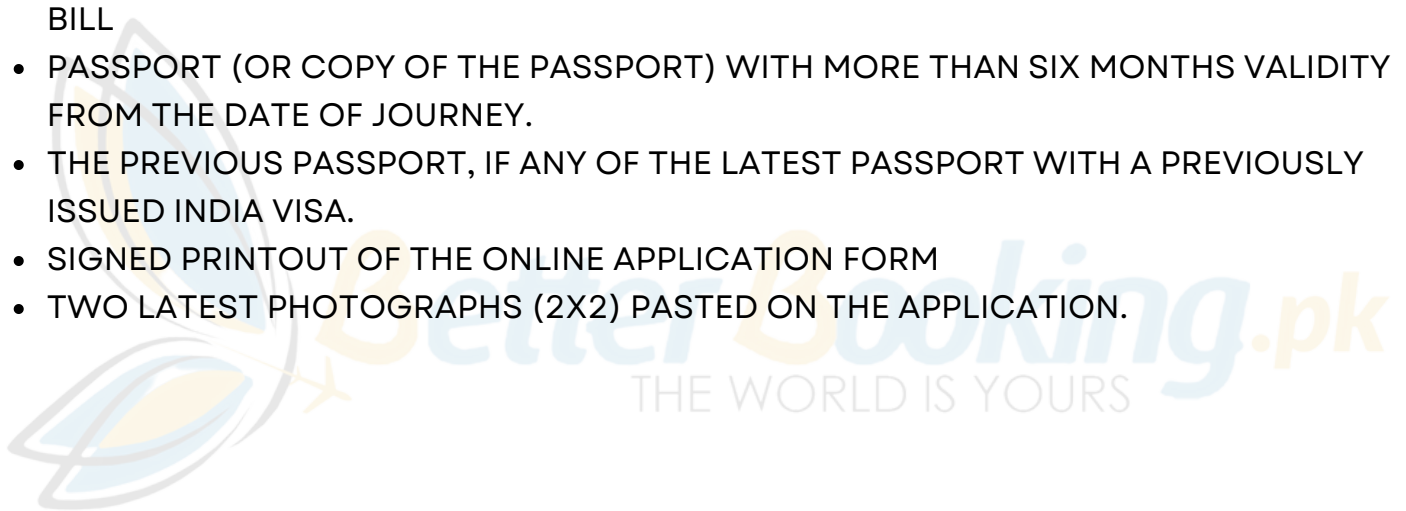 BILL
• PASSPORT (OR COPY OF THE PASSPORT) WITH MORE THAN SIX MONTHS VALIDITY
FROM THE DATE OF JOURNEY.
• THE PREVIOUS PASSPORT, IF ANY OF THE LATEST PASSPORT WITH A PREVIOUSLY
ISSUED INDIA VISA.
• SIGNED PRINTOUT OF THE ONLINE APPLICATION FORM
• TWO LATEST PHOTOGRAPHS (2X2) PASTED ON THE APPLICATION.
BetterBooking.pk
THE WORLD IS YOURS